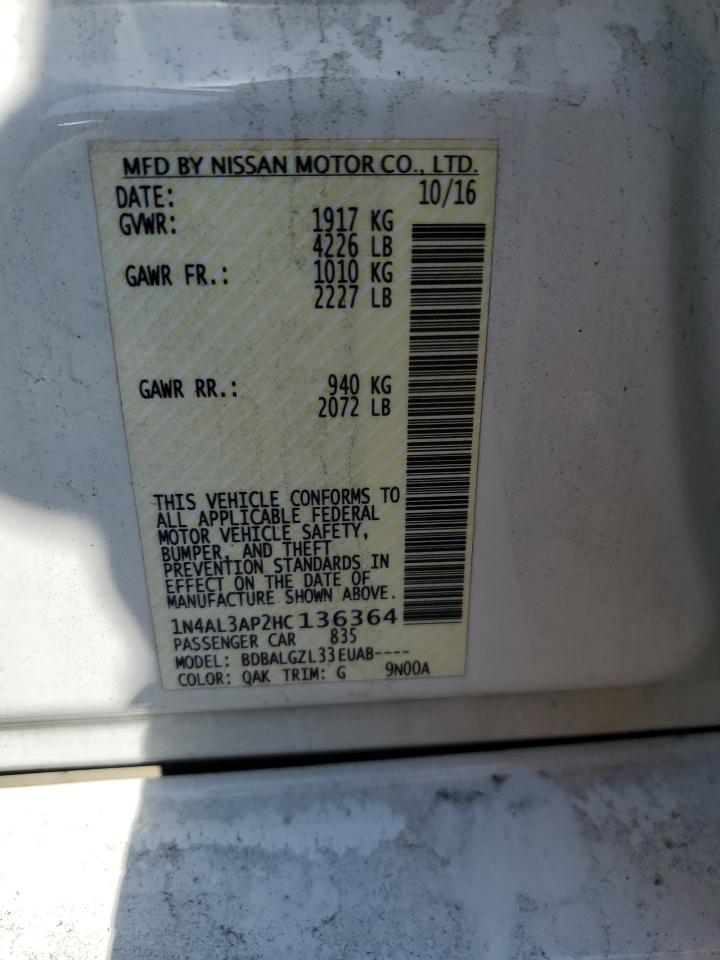 MFD BY NISSAN MOTOR CO., LTD.
DATE: 10/16
GVWR: 1917 KG
4226 LB
GAWR FR.: 1010 KG
2227 LB
GAWR RR.: 940 KG
2072 LB
THIS VEHICLE CONFORMS TO
ALL APPLICABLE FEDERAL
MOTOR VEHICLE SAFETY,
BUMPER, AND THEFT
PREVENTION STANDARDS IN
EFFECT ON THE DATE OF
MANUFACTURE SHOWN ABOVE.
1N4AL3AP2HC136364
PASSENGER CAR 835
MODEL: BDBALGZL33EUAB----
COLOR: QAK TRIM: G 9N00A